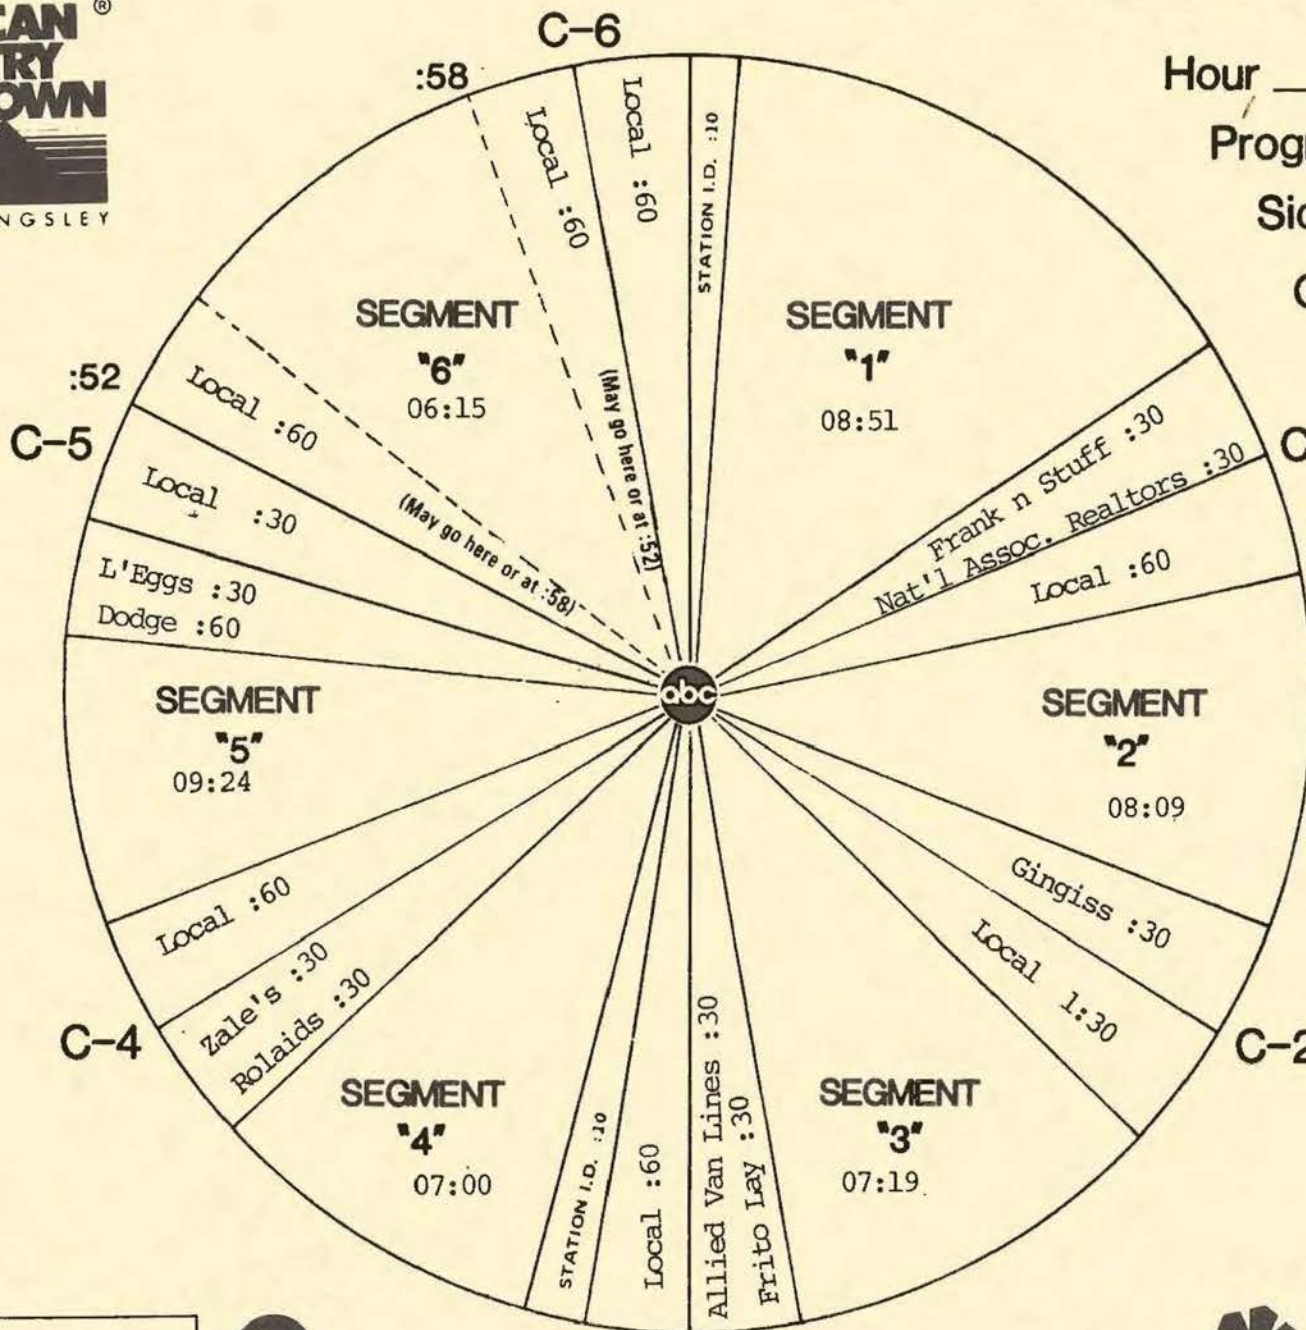 ®
C-6
:58
Hour
:52
C-5
C-4
C-2
Local :60
Local :60
STATION I.D. :10
(May go here or at :52)
SEGMENT
"1"
08:51
Frank n Stuff :30
Nat'l Assoc. Realtors :30
Local :60
SEGMENT
"2"
08:09
Gingiss :30
Local 1:30
SEGMENT
"3"
07:19
Allied Van Lines :30
Frito Lay :30
Local :60
STATION I.D. :10
SEGMENT
"4"
07:00
Zale's :30
Rolaids :30
Local :60
SEGMENT
"5"
09:24
L'Eggs :30
Dodge :60
Local :30
Local :60
(May go here or at :58)
SEGMENT
"6"
06:15
abc